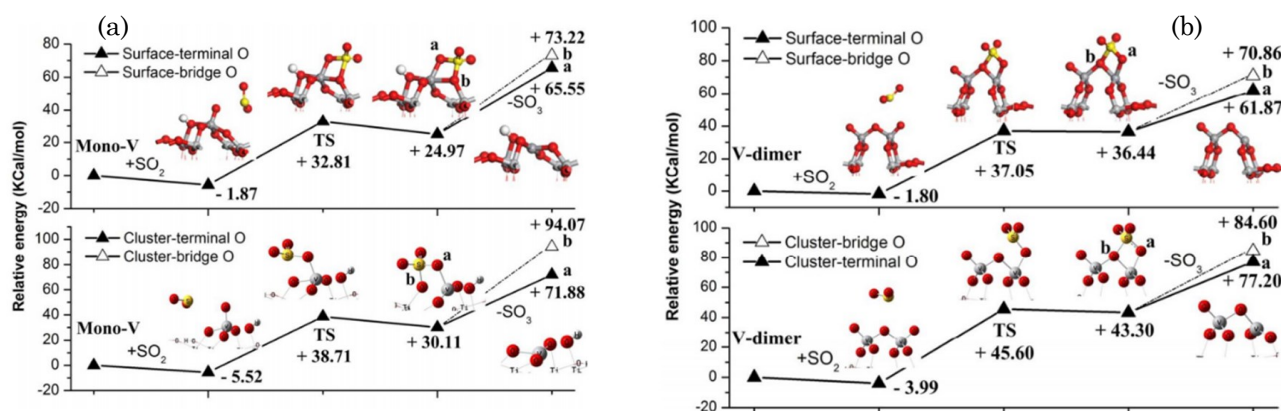 (a)
+ 73.22
80
Surface-terminal O
60
Surface-bridge O
a
b
b
a
40
- SO3
+ 65.55
20
Mono-V
+SO2
TS
+ 24.97
0
+ 32.81
- 1.87
-20
+ 94.07
100
Cluster-terminal O
80
Cluster-bridge O
a
b
b
a
60
-SO3
+ 71.88
40
Mono-V
20
+SO2
TS
+ 30.11
0
+ 38.71
- 5.52
-20
Relative energy (KCal/mol)
(b)
100
Surface-terminal O
+ 70.86
80
Surface-bridge O
b
a
b
60
-SO3
a
40
+ 61.87
20
V-dimer
+SO2
TS
+ 36.44
0
+ 37.05
- 1.80
-20
100
Cluster-bridge O
+ 84.60
80
Cluster-terminal O
b
a
b
-SO3
a
60
+ 77.20
40
V-dimer
20
+SO2
TS
+ 43.30
0
+ 45.60
- 3.99
-20
Relative energy (KCal/mol)